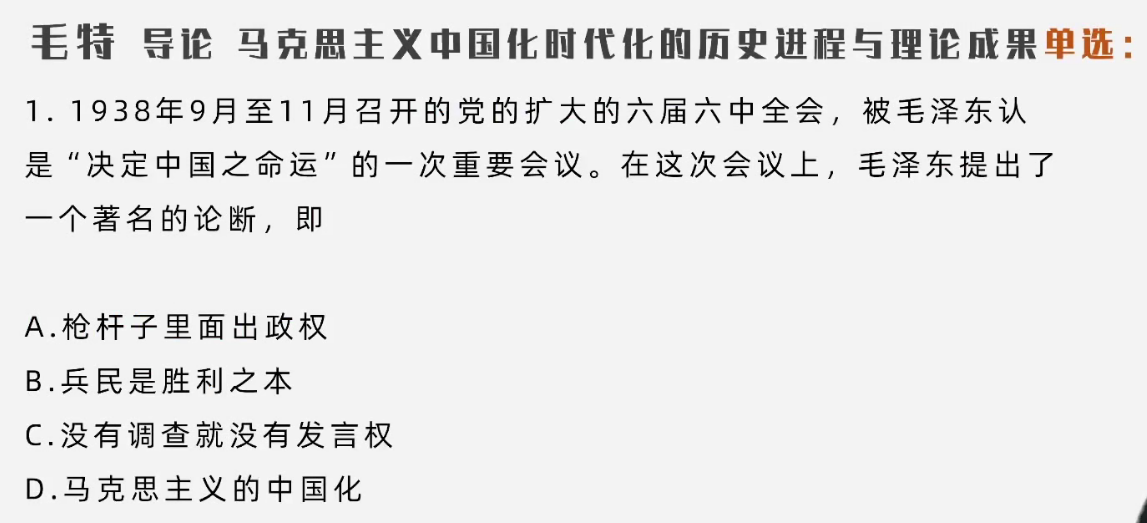 毛特 导论 马克思主义中国化时代化的历史进程与理论成果单选：
1. 1938年9月至11月召开的党的扩大的六届六中全会，被毛泽东认
是“决定中国之命运”的一次重要会议。在这次会议上，毛泽东提出了
一个著名的论断，即
A.枪杆子里面出政权
B.兵民是胜利之本
C.没有调查就没有发言权
D.马克思主义的中国化